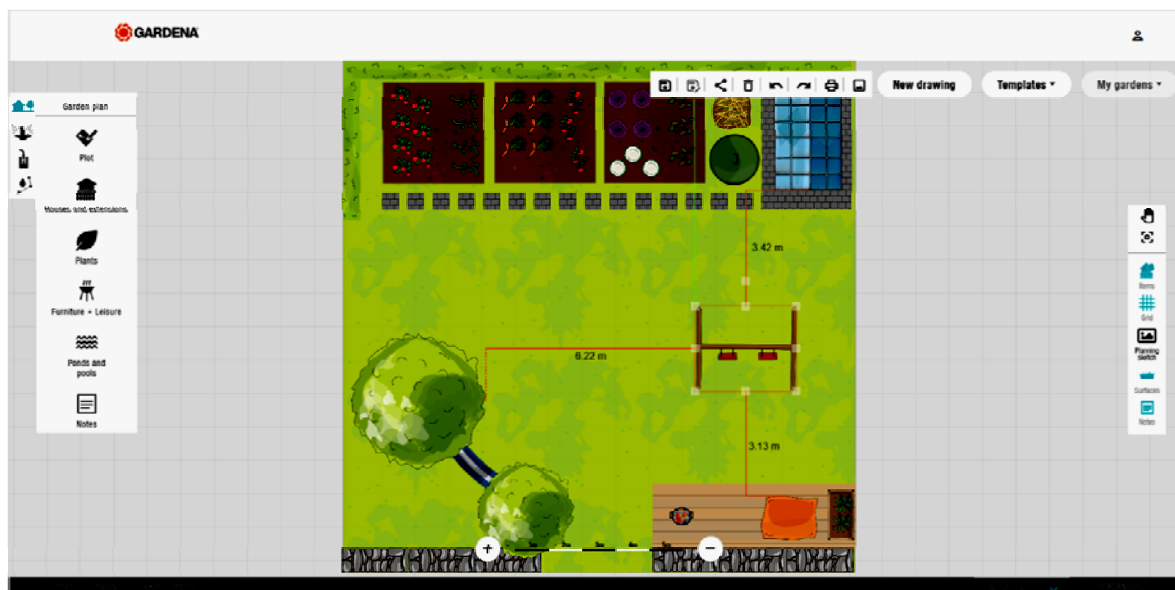 GARDENA
New drawing
Templates
My gardens
Garden plan
Plot
Houses and extensions
Plants
Furniture + Leisure
Ponds and
pools
Notes
3.42 m
6.22 m
3.13 m
Items
Grid
Planning
sketch
Surfaces
Notes